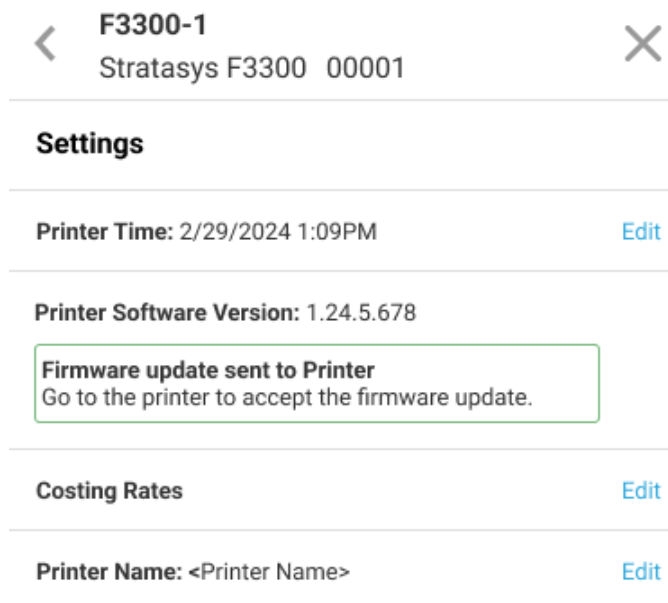 F3300-1
Stratasys F3300 00001
Settings
Printer Time: 2/29/2024 1:09PM Edit
Printer Software Version: 1.24.5.678
Firmware update sent to Printer
Go to the printer to accept the firmware update.
Costing Rates Edit
Printer Name: <Printer Name> Edit